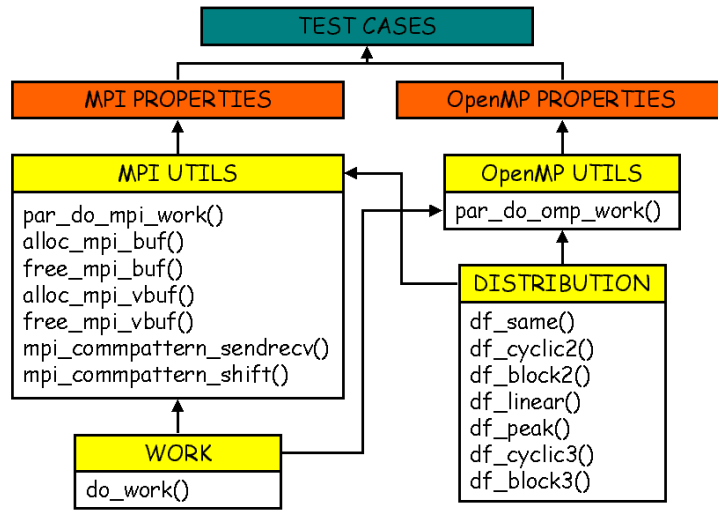 TEST CASES
MPI PROPERTIES
OpenMP PROPERTIES
MPI UTILS
par_do_mpi_work()
alloc_mpi_buf()
free_mpi_buf()
alloc_mpi_vbuf()
free_mpi_vbuf()
mpi_commpattern_sendrecv()
mpi_commpattern_shift()
OpenMP UTILS
par_do_omp_work()
DISTRIBUTION
df_same()
df_cyclic2()
df_block2()
df_linear()
df_peak()
df_cyclic3()
df_block3()
WORK
do_work()